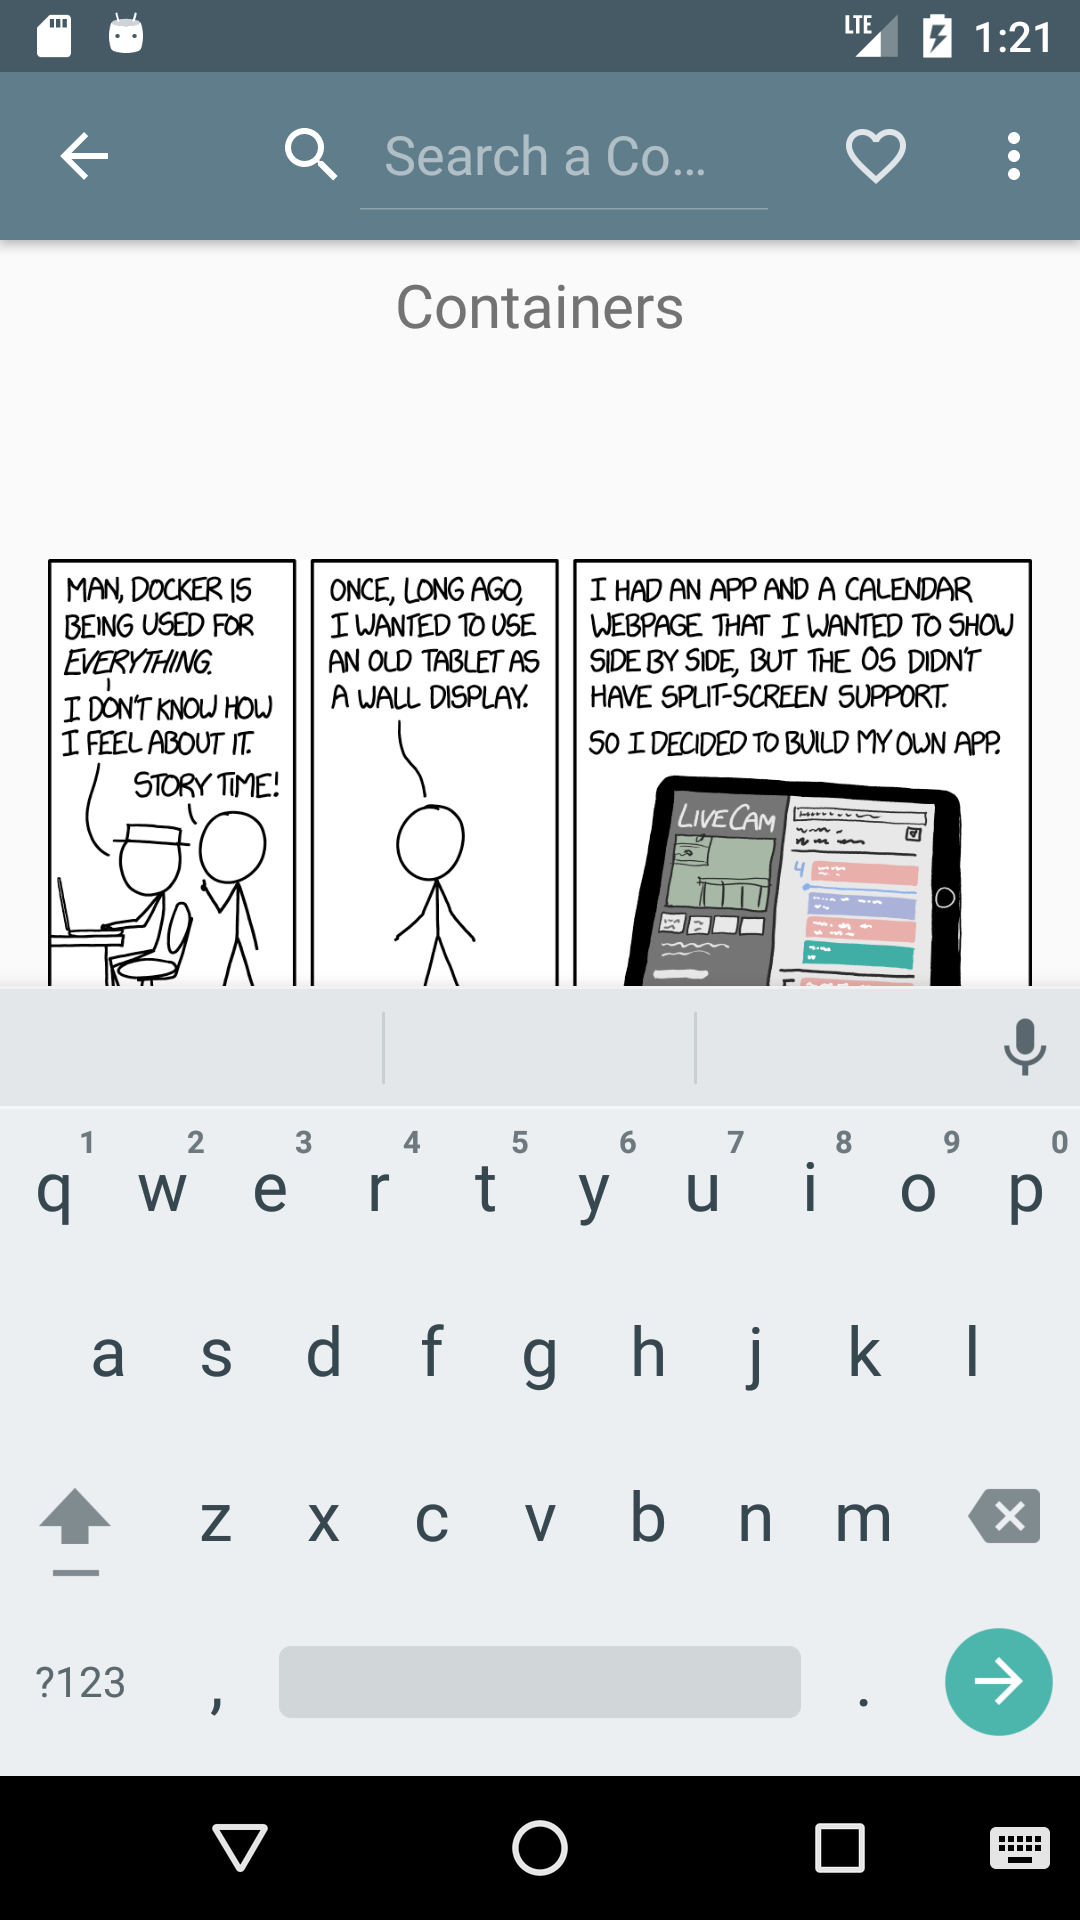 LTE 1:21
Search a Co...
Containers
MAN, DOCKER IS
BEING USED FOR
EVERYTHING.
I DON'T KNOW HOW
I FEEL ABOUT IT.
STORY TIME!
ONCE, LONG AGO,
I WANTED TO USE
AN OLD TABLET AS
A WALL DISPLAY.
I HAD AN APP AND A CALENDAR
WEBPAGE THAT I WANTED TO SHOW
SIDE BY SIDE, BUT THE OS DIDN'T
HAVE SPLIT-SCREEN SUPPORT.
SO I DECIDED TO BUILD MY OWN APP.
LIVECAM
4
1 2 3 4 5 6 7 8 9 0
q w e r t y u i o p
a s d f g h j k l
z x c v b n m
?123 , .